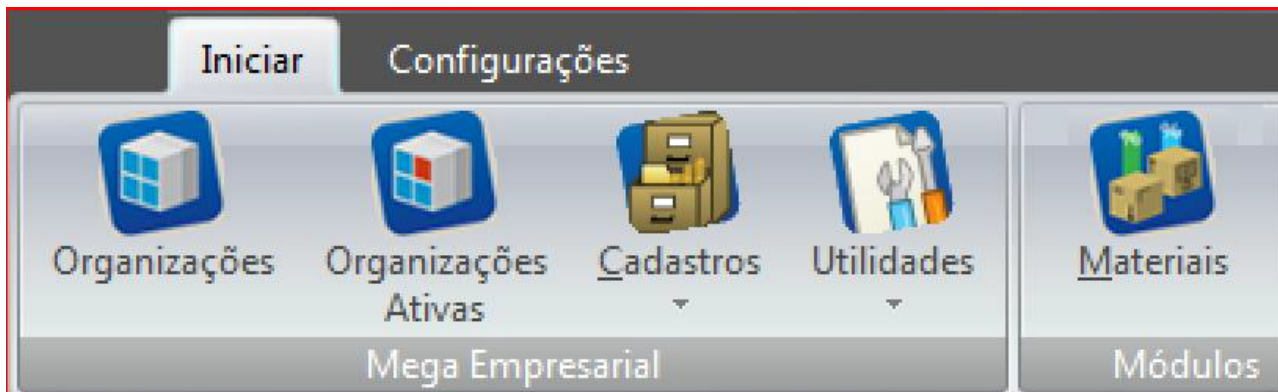 Iniciar Configurações
Organizações Organizações Ativas Cadastros Utilidades Materiais
Mega Empresarial Módulos